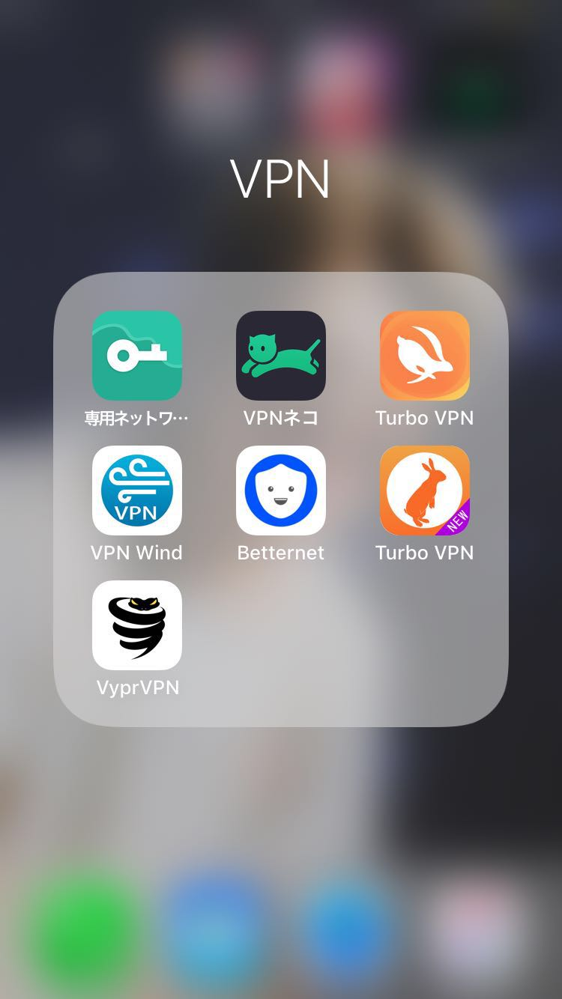 VPN
専用ネットワ…
VPNネコ
Turbo VPN
VPN
VPN Wind
Betternet
NEW
Turbo VPN
VyprVPN